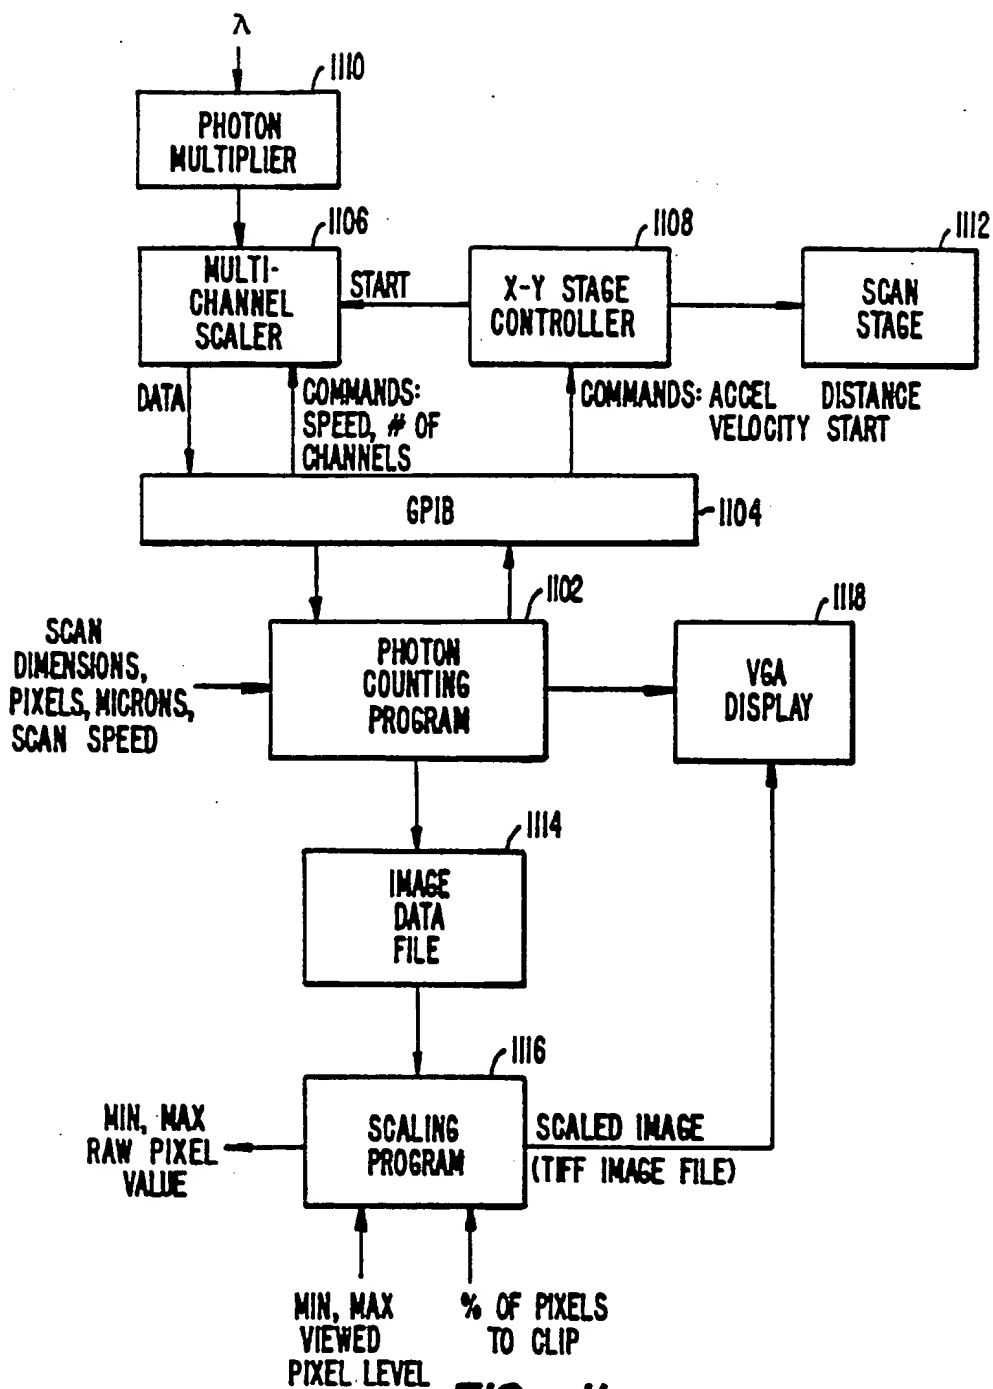 λ
1110
PHOTON
MULTIPLIER
1106
MULTI-
CHANNEL
SCALER
START
1108
X-Y STAGE
CONTROLLER
1112
SCAN
STAGE
DATA
COMMANDS:
SPEED, # OF
CHANNELS
COMMANDS: ACCEL DISTANCE
VELOCITY START
GPIB
1104
1102
PHOTON
COUNTING
PROGRAM
SCAN
DIMENSIONS,
PIXELS, MICRONS,
SCAN SPEED
1118
VGA
DISPLAY
1114
IMAGE
DATA
FILE
1116
SCALING
PROGRAM
MIN, MAX
RAW PIXEL
VALUE
SCALED IMAGE
(TIFF IMAGE FILE)
MIN, MAX
VIEWED
PIXEL LEVEL
% OF PIXELS
TO CLIP